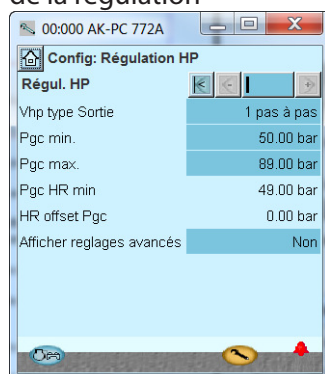 de la régulation
00:000 AK-PC 772A
Config: Régulation HP
Régul. HP
Vhp type Sortie 1 pas à pas
Pgc min. 50.00 bar
Pgc max. 89.00 bar
Pgc HR min 49.00 bar
HR offset Pgc 0.00 bar
Afficher reglages avancés Non